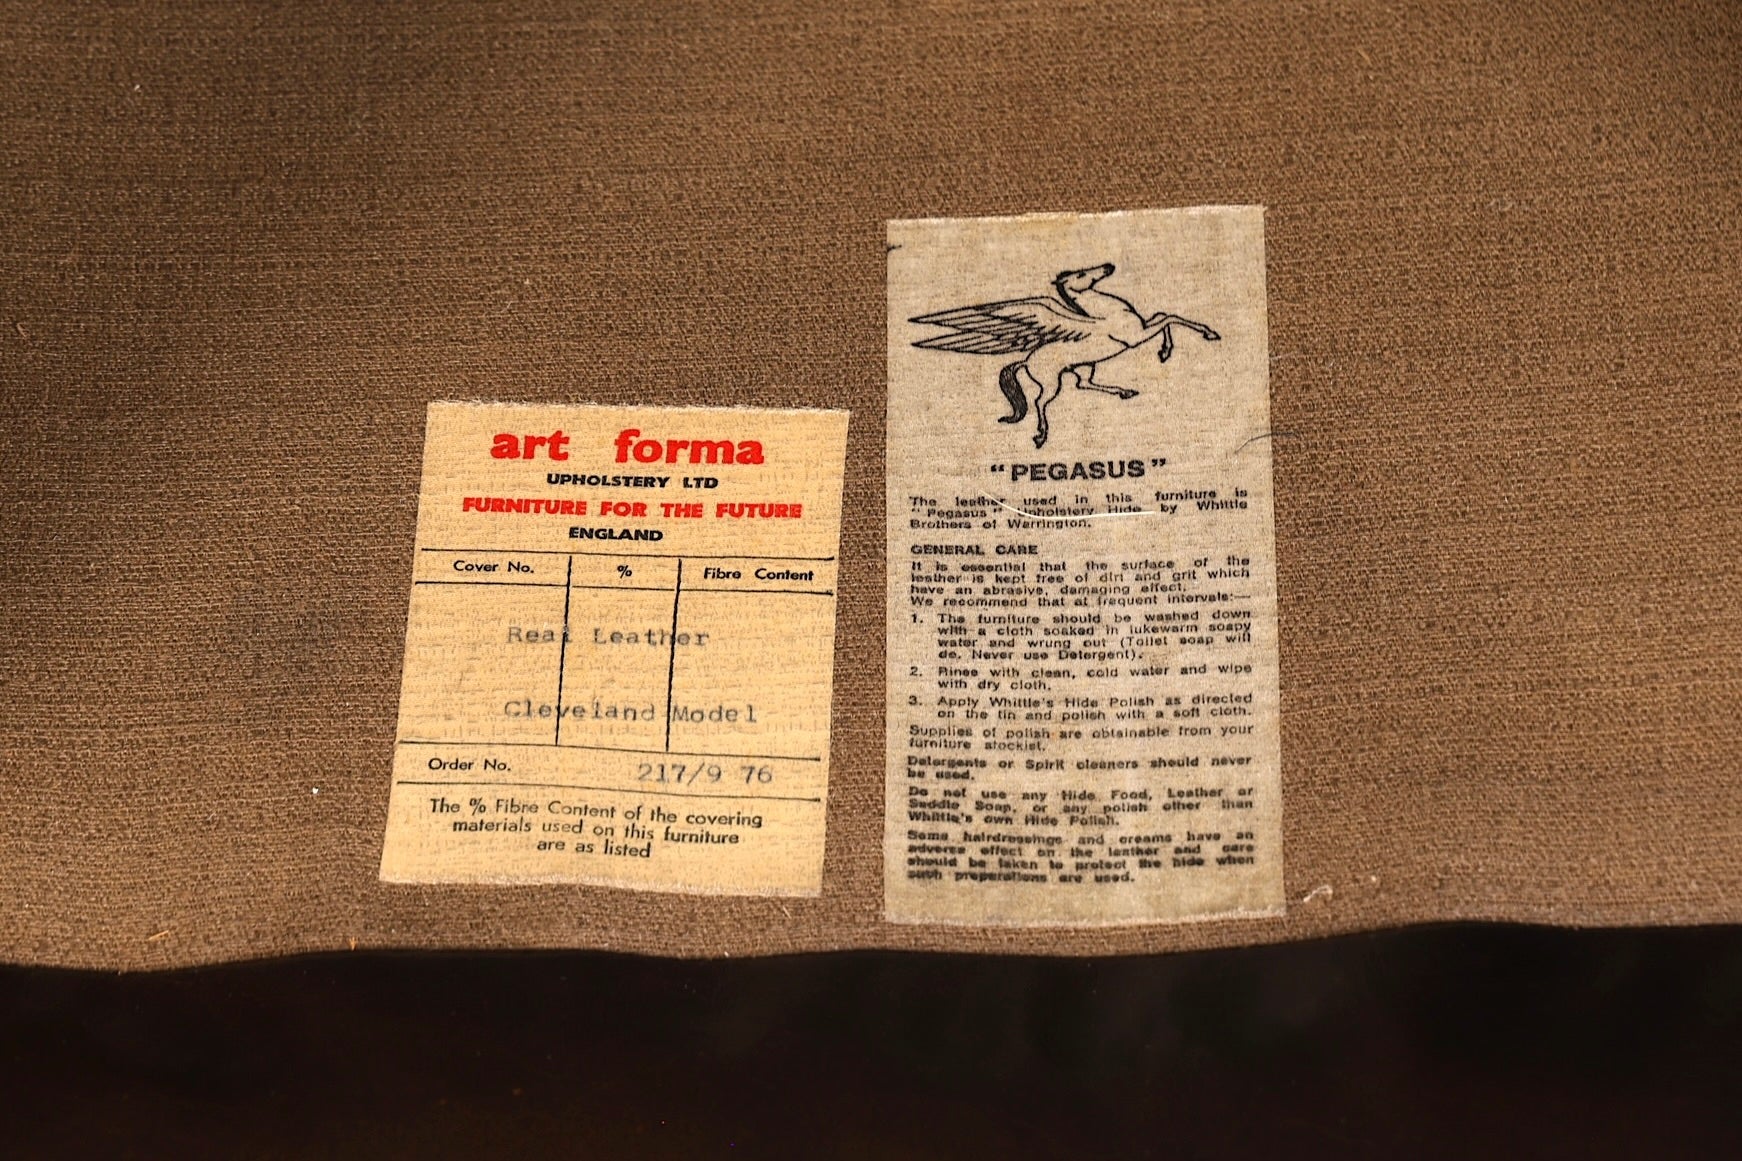 art forma
UPHOLSTERY LTD
FURNITURE FOR THE FUTURE
ENGLAND
Cover No. % Fibre Content
Real Leather
Cleveland Model
Order No. 217/9 76
The % Fibre Content of the covering
materials used on this furniture
are as listed
“PEGASUS”
The leather used in this furniture is
“Pegasus” Upholstery Hide by Whittle
Brothers of Warrington.
GENERAL CARE
It is essential that the surface of the
leather is kept free of dirt and grit which
have an abrasive, damaging effect.
We recommend that at frequent intervals:—
1. The furniture should be washed down
with a cloth soaked in lukewarm soapy
water and wrung out (Toilet soap will
do. Never use Detergent).
2. Rinse with clean, cold water and wipe
with dry cloth.
3. Apply Whittle's Hide Polish as directed
on the tin and polish with a soft cloth.
Supplies of polish are obtainable from your
furniture stockist.
Detergents or Spirit cleaners should never
be used.
Do not use any Hide Food, Leather or
Saddle Soap, or any polish other than
Whittle's own Hide Polish.
Some hairdressings and creams have an
adverse effect on the leather and care
should be taken to protect the hide when
such preparations are used.